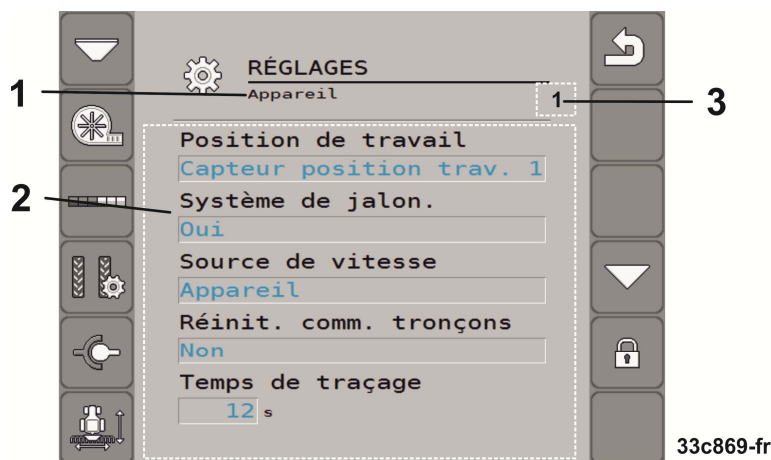 RÉGLAGES
1
Appareil
1
3
Position de travail
Capteur position trav. 1
2
Système de jalon.
Oui
Source de vitesse
Appareil
Réinit. comm. tronçons
Non
Temps de traçage
12 s
33c869-fr